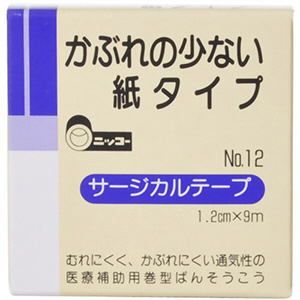 かぶれの少ない
紙タイプ
ニッコー
No.12
サージカルテープ
1.2cm×9m
むれにくく、かぶれにくい通気性の
医療補助用巻型ばんそうこう